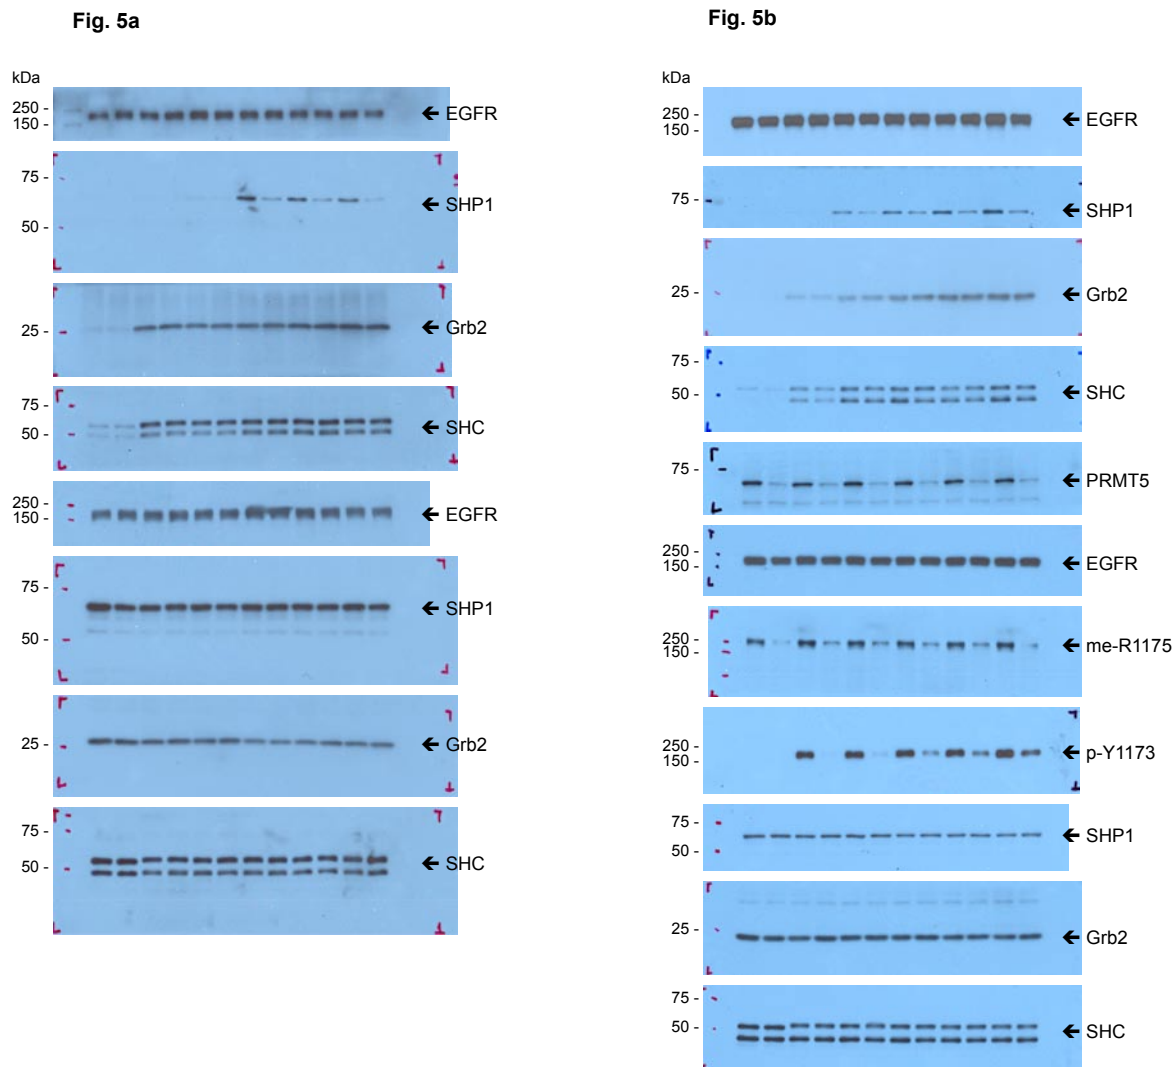 Fig. 5a
kDa
250 -
150 -
← EGFR
75 -
50 -
← SHP1
25 -
← Grb2
75 -
50 -
← SHC
250 -
150 -
← EGFR
75 -
50 -
← SHP1
25 -
← Grb2
75 -
50 -
← SHC
Fig. 5b
kDa
250 -
150 -
← EGFR
75 -
← SHP1
25 -
← Grb2
75 -
50 -
← SHC
75 -
← PRMT5
250 -
150 -
← EGFR
250 -
150 -
← me-R1175
250 -
150 -
← p-Y1173
75 -
50 -
← SHP1
25 -
← Grb2
75 -
50 -
← SHC